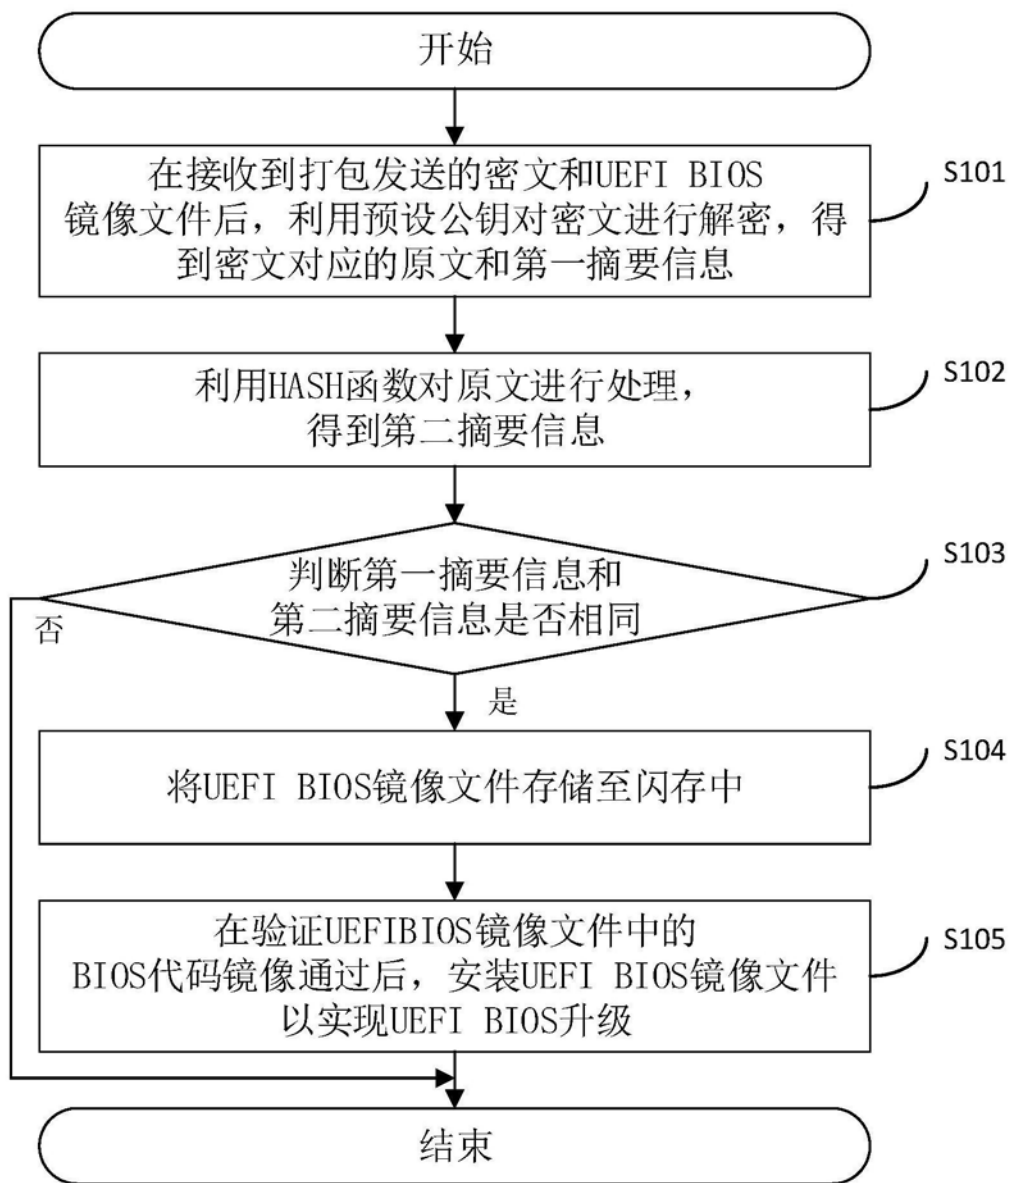 开始
在接收到打包发送的密文和UEFI BIOS
镜像文件后，利用预设公钥对密文进行解密，得
到密文对应的原文和第一摘要信息
S101
利用HASH函数对原文进行处理，
得到第二摘要信息
S102
判断第一摘要信息和
第二摘要信息是否相同
S103
否
是
将UEFI BIOS镜像文件存储至闪存中
S104
在验证UEFIBIOS镜像文件中的
BIOS代码镜像通过后，安装UEFI BIOS镜像文件
以实现UEFI BIOS升级
S105
结束